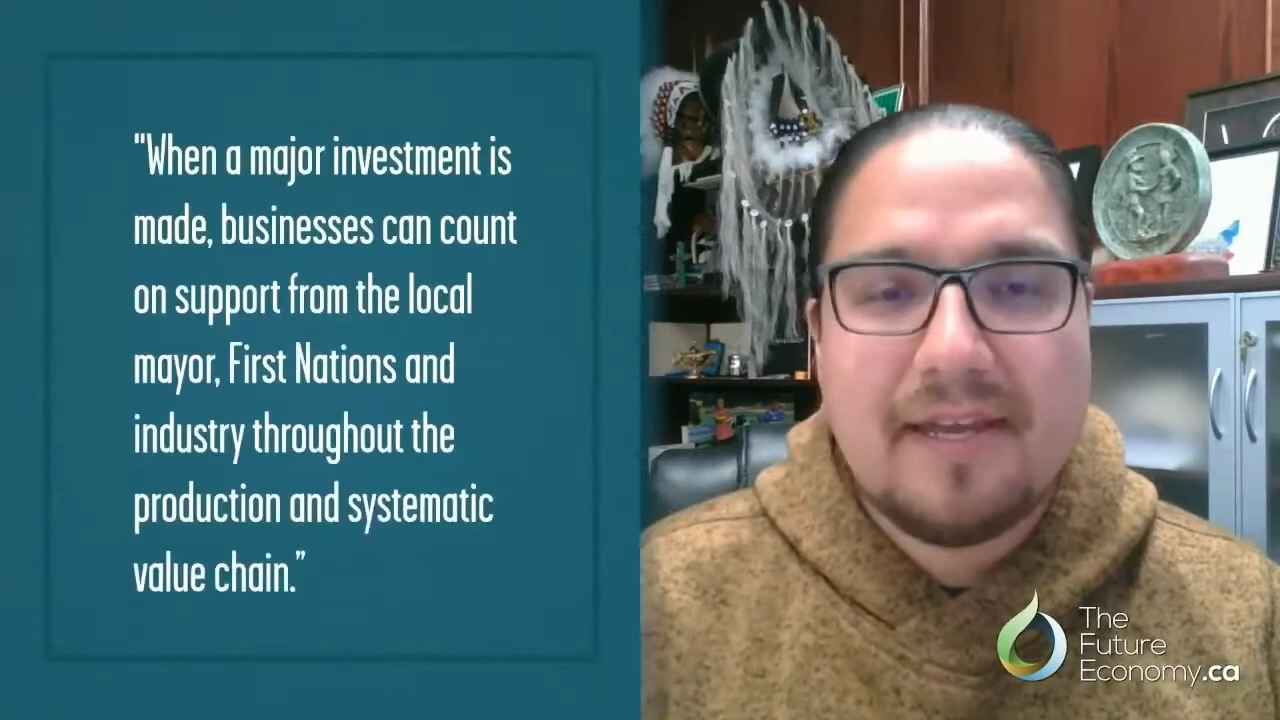 "When a major investment is
made, businesses can count
on support from the local
mayor, First Nations and
industry throughout the
production and systematic
value chain.”
The
Future
Economy.ca